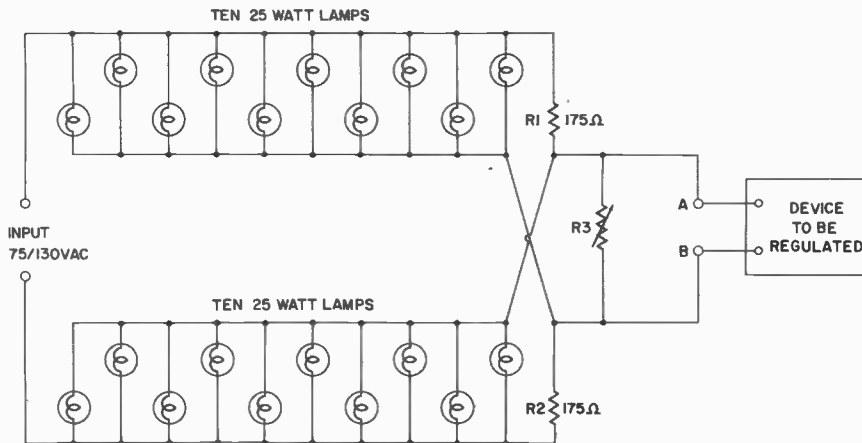 TEN 25 WATT LAMPS
R1
175Ω
INPUT
75/130VAC
R3
A
B
DEVICE
TO BE
REGULATED
TEN 25 WATT LAMPS
R2
175Ω